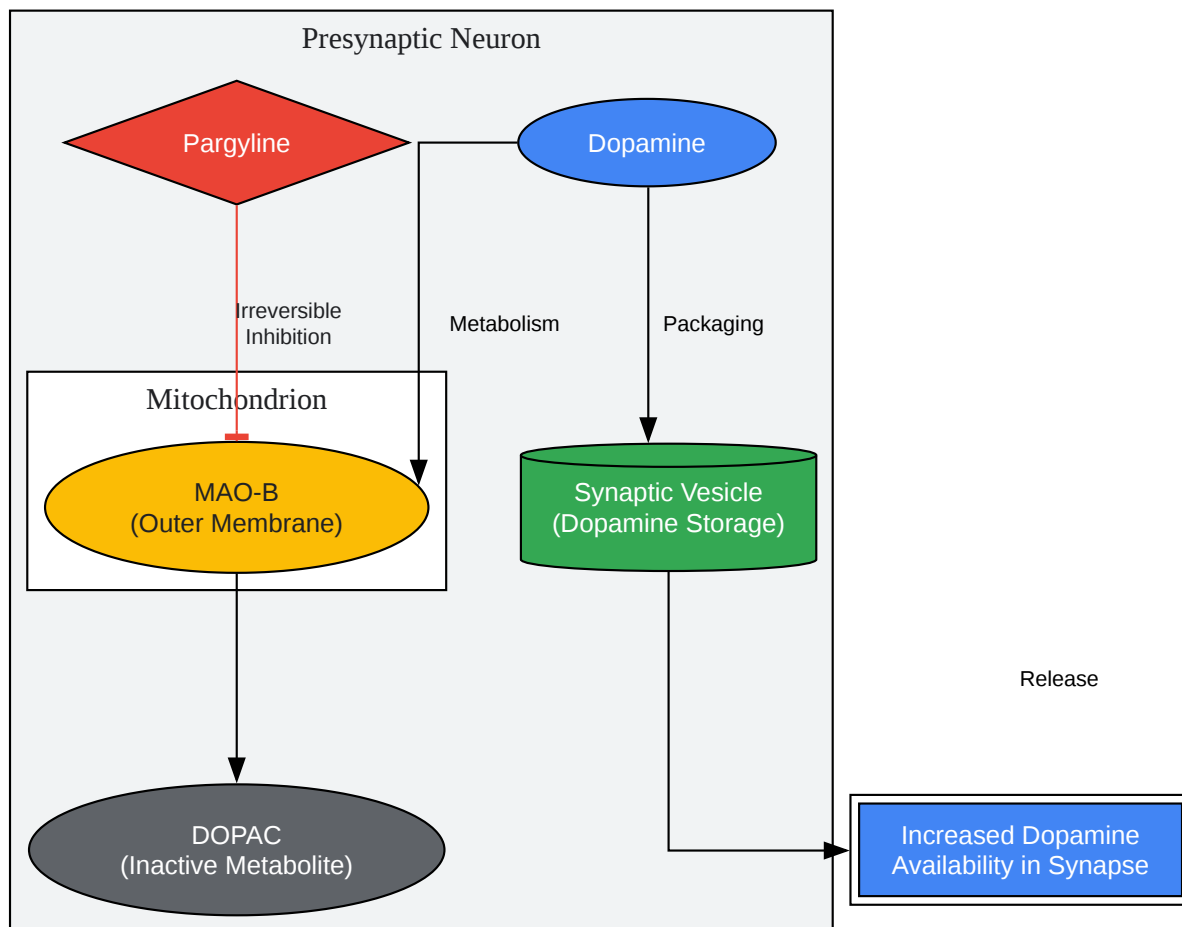 Presynaptic Neuron
Pargyline
Dopamine
Irreversible
Inhibition
Metabolism
Packaging
Mitochondrion
MAO-B
(Outer Membrane)
Synaptic Vesicle
(Dopamine Storage)
Release
DOPAC
(Inactive Metabolite)
Increased Dopamine
Availability in Synapse